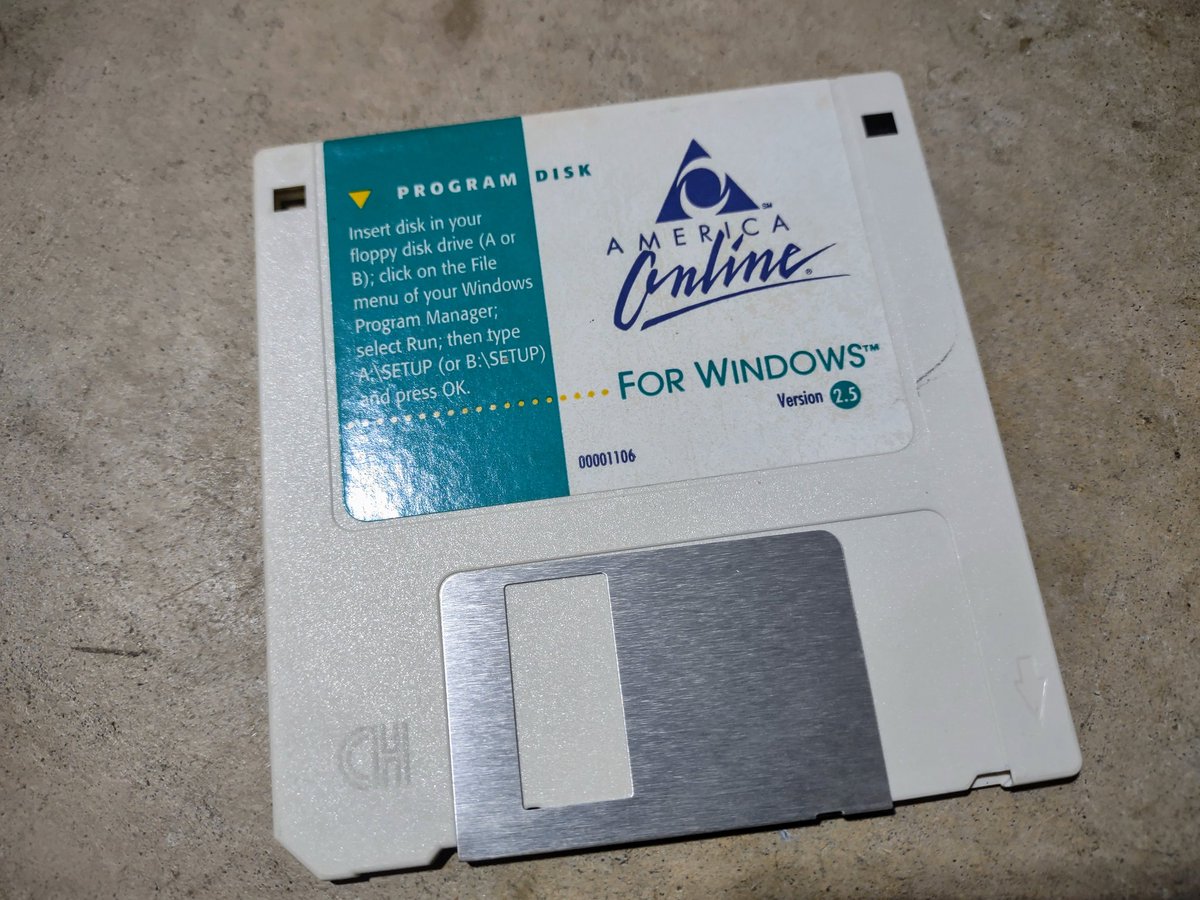 PROGRAM DISK
Insert disk in your
floppy disk drive (A or
B); click on the File
menu of your Windows
Program Manager;
select Run; then type
A:\SETUP (or B:\SETUP)
and press OK.
SM
AMERICA
Online®
FOR WINDOWS™
Version 2.5
00001106
HD